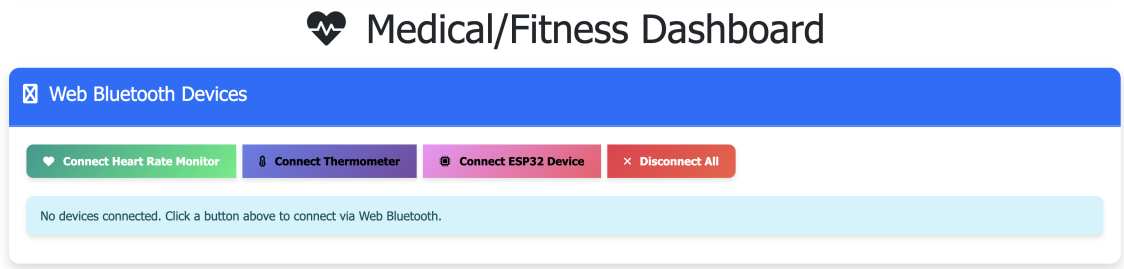 Medical/Fitness Dashboard
Web Bluetooth Devices
Connect Heart Rate Monitor Connect Thermometer Connect ESP32 Device Disconnect All
No devices connected. Click a button above to connect via Web Bluetooth.